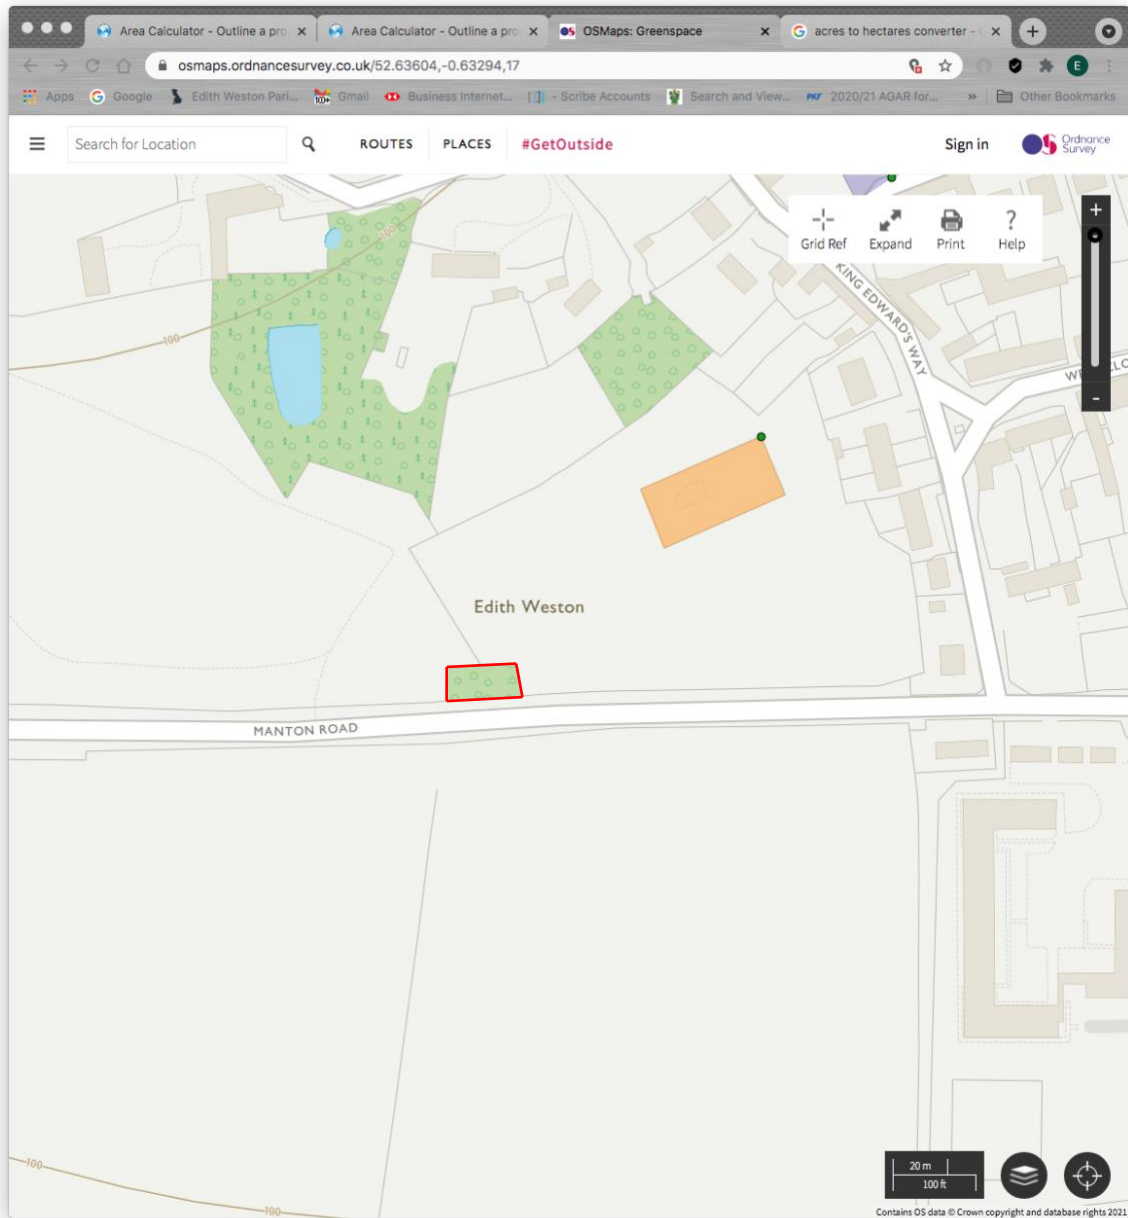 Area Calculator - Outline a pro
Area Calculator - Outline a pro
OSMaps: Greenspace
acres to hectares converter -
osmaps.ordnancesurvey.co.uk/52.63604,-0.63294,17
E
Apps
Google
Edith Weston Pari...
100+
Gmail
Business Internet...
- Scribe Accounts
Search and View...
PKF
2020/21 AGAR for...
»
Other Bookmarks
Search for Location
ROUTES
PLACES
#GetOutside
Sign in
OS
Ordnance
Survey
Grid Ref
Expand
Print
?
Help
+
-
100
100
KING EDWARD'S WAY
Edith Weston
MANTON ROAD
100
100
20 m
100 ft
Contains OS data © Crown copyright and database rights 2021